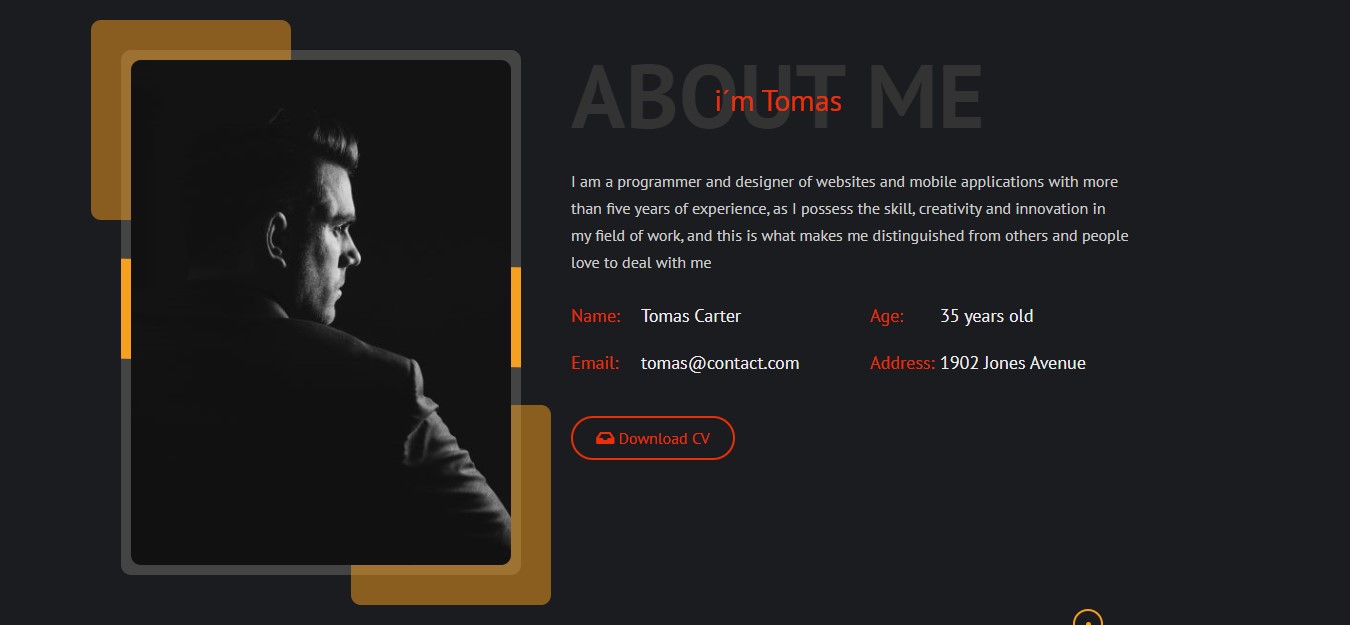 ABOUT ME
i´m Tomas
I am a programmer and designer of websites and mobile applications with more
than five years of experience, as I possess the skill, creativity and innovation in
my field of work, and this is what makes me distinguished from others and people
love to deal with me
Name: Tomas Carter Age: 35 years old
Email: tomas@contact.com Address: 1902 Jones Avenue
Download CV